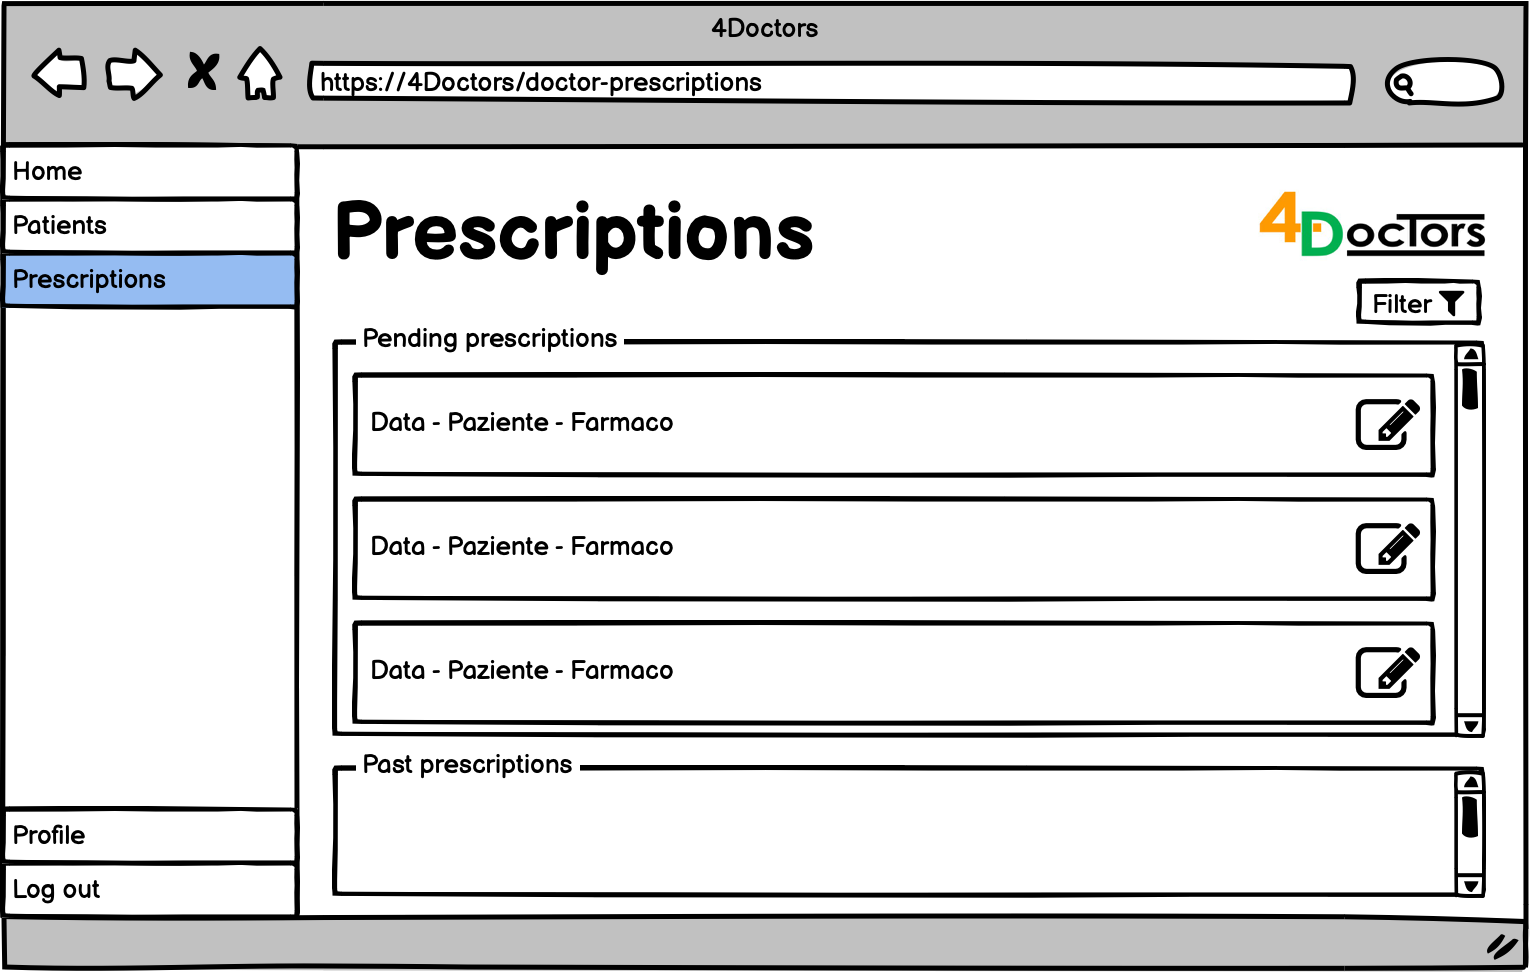 4Doctors
https://4Doctors/doctor-prescriptions
Home
Patients
Prescriptions
Profile
Log out
Prescriptions
4DocTors
Filter
Pending prescriptions
Data - Paziente - Farmaco
Data - Paziente - Farmaco
Data - Paziente - Farmaco
Past prescriptions